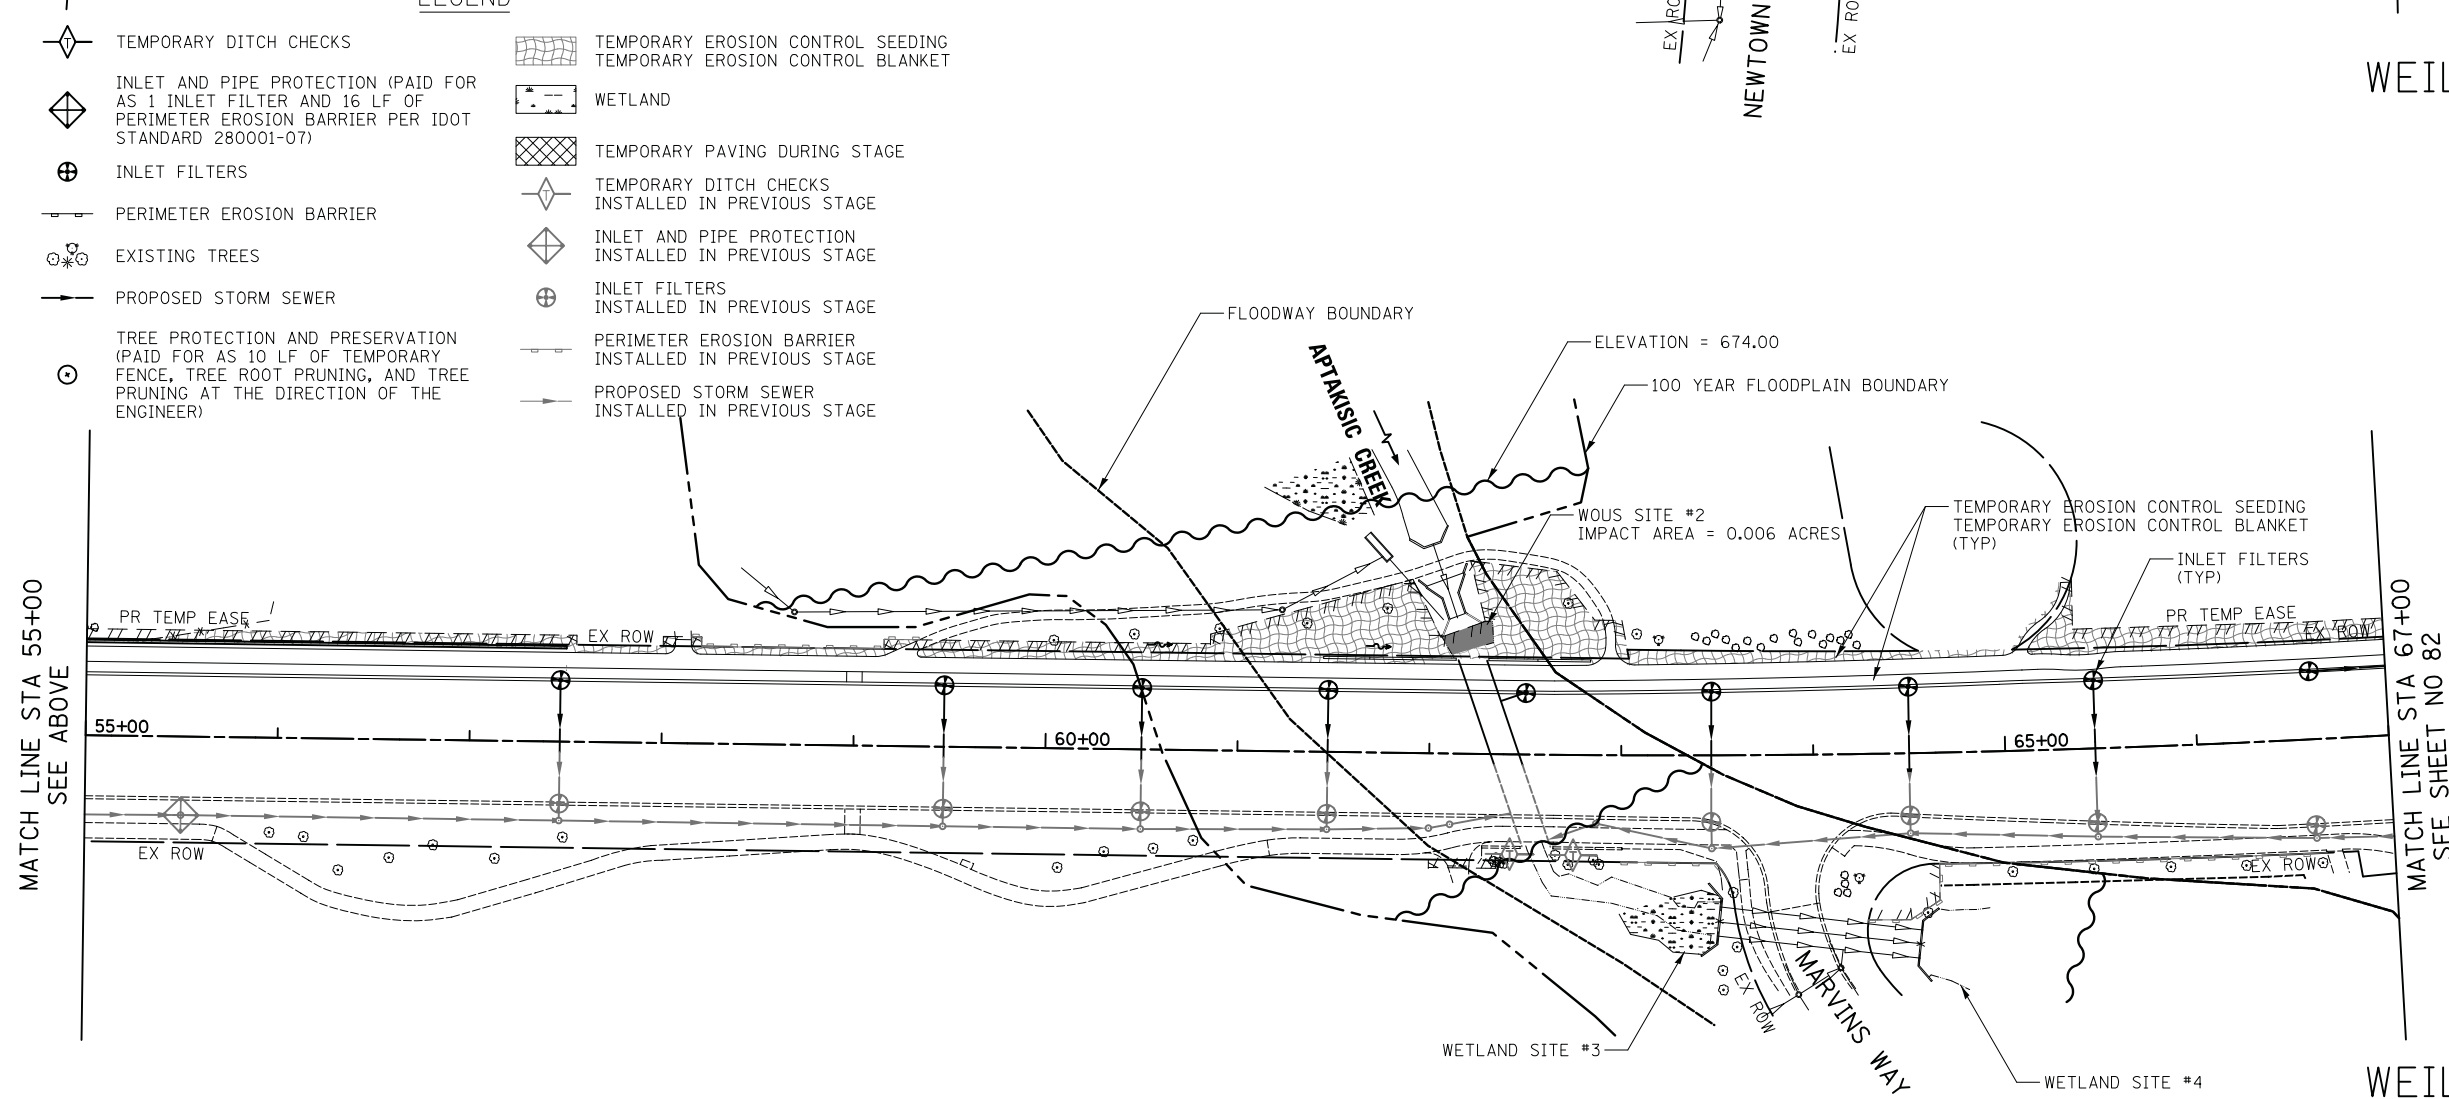 LEGEND
TEMPORARY DITCH CHECKS
INLET AND PIPE PROTECTION (PAID FOR
AS 1 INLET FILTER AND 16 LF OF
PERIMETER EROSION BARRIER PER IDOT
STANDARD 280001-07)
INLET FILTERS
PERIMETER EROSION BARRIER
EXISTING TREES
PROPOSED STORM SEWER
TREE PROTECTION AND PRESERVATION
(PAID FOR AS 10 LF OF TEMPORARY
FENCE, TREE ROOT PRUNING, AND TREE
PRUNING AT THE DIRECTION OF THE
ENGINEER)
TEMPORARY EROSION CONTROL SEEDING
TEMPORARY EROSION CONTROL BLANKET
WETLAND
TEMPORARY PAVING DURING STAGE
TEMPORARY DITCH CHECKS
INSTALLED IN PREVIOUS STAGE
INLET AND PIPE PROTECTION
INSTALLED IN PREVIOUS STAGE
INLET FILTERS
INSTALLED IN PREVIOUS STAGE
PERIMETER EROSION BARRIER
INSTALLED IN PREVIOUS STAGE
PROPOSED STORM SEWER
INSTALLED IN PREVIOUS STAGE
EX RO
NEWTOWN
EX RO
WEIL
FLOODWAY BOUNDARY
APTAKISIC CREEK
ELEVATION = 674.00
100 YEAR FLOODPLAIN BOUNDARY
WOUS SITE #2
IMPACT AREA = 0.006 ACRES
TEMPORARY EROSION CONTROL SEEDING
TEMPORARY EROSION CONTROL BLANKET
(TYP)
INLET FILTERS
(TYP)
MATCH LINE STA 55+00
SEE ABOVE
PR TEMP EASE
EX ROW
PR TEMP EASE
EX ROW
55+00
60+00
65+00
EX ROW
EX ROW
EX ROW
MARVINS WAY
WETLAND SITE #3
WETLAND SITE #4
MATCH LINE STA 67+00
SEE SHEET NO 82
WEIL